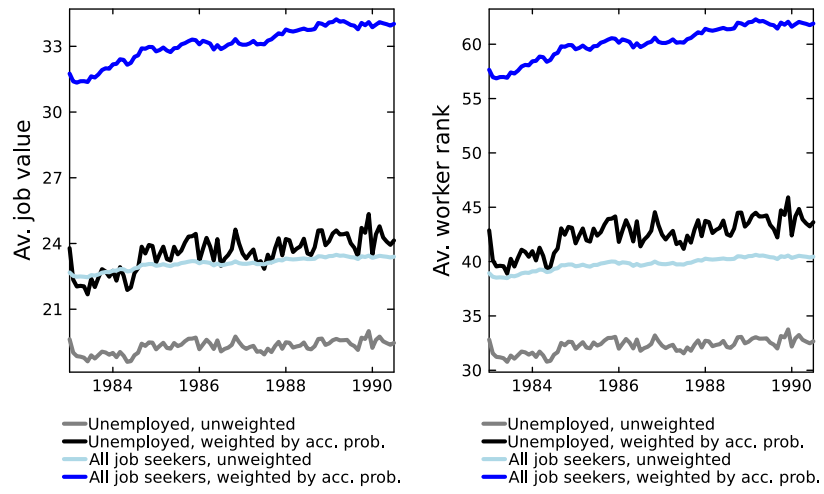 Av. job value
33
30
27
24
21
1984 1986 1988 1990
Unemployed, unweighted
Unemployed, weighted by acc. prob.
All job seekers, unweighted
All job seekers, weighted by acc. prob.
Av. worker rank
60
55
50
45
40
35
30
1984 1986 1988 1990
Unemployed, unweighted
Unemployed, weighted by acc. prob.
All job seekers, unweighted
All job seekers, weighted by acc. prob.